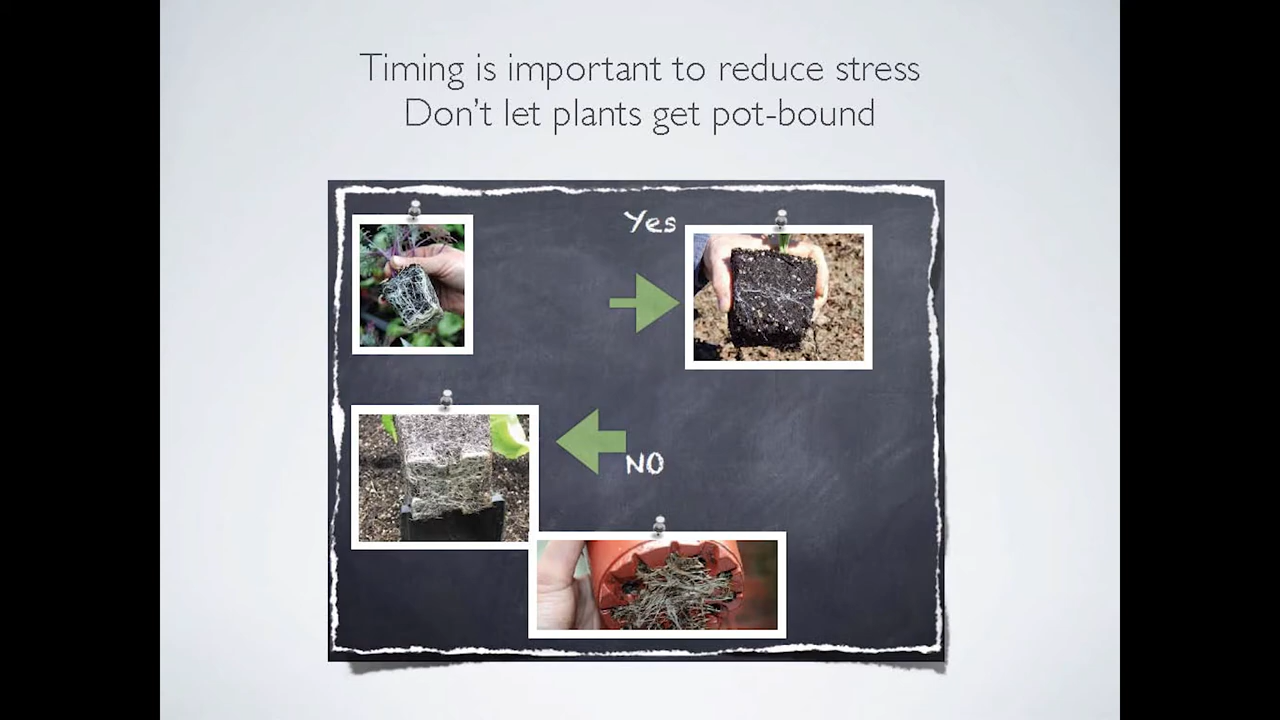 Timing is important to reduce stress
Don't let plants get pot-bound
Yes
NO